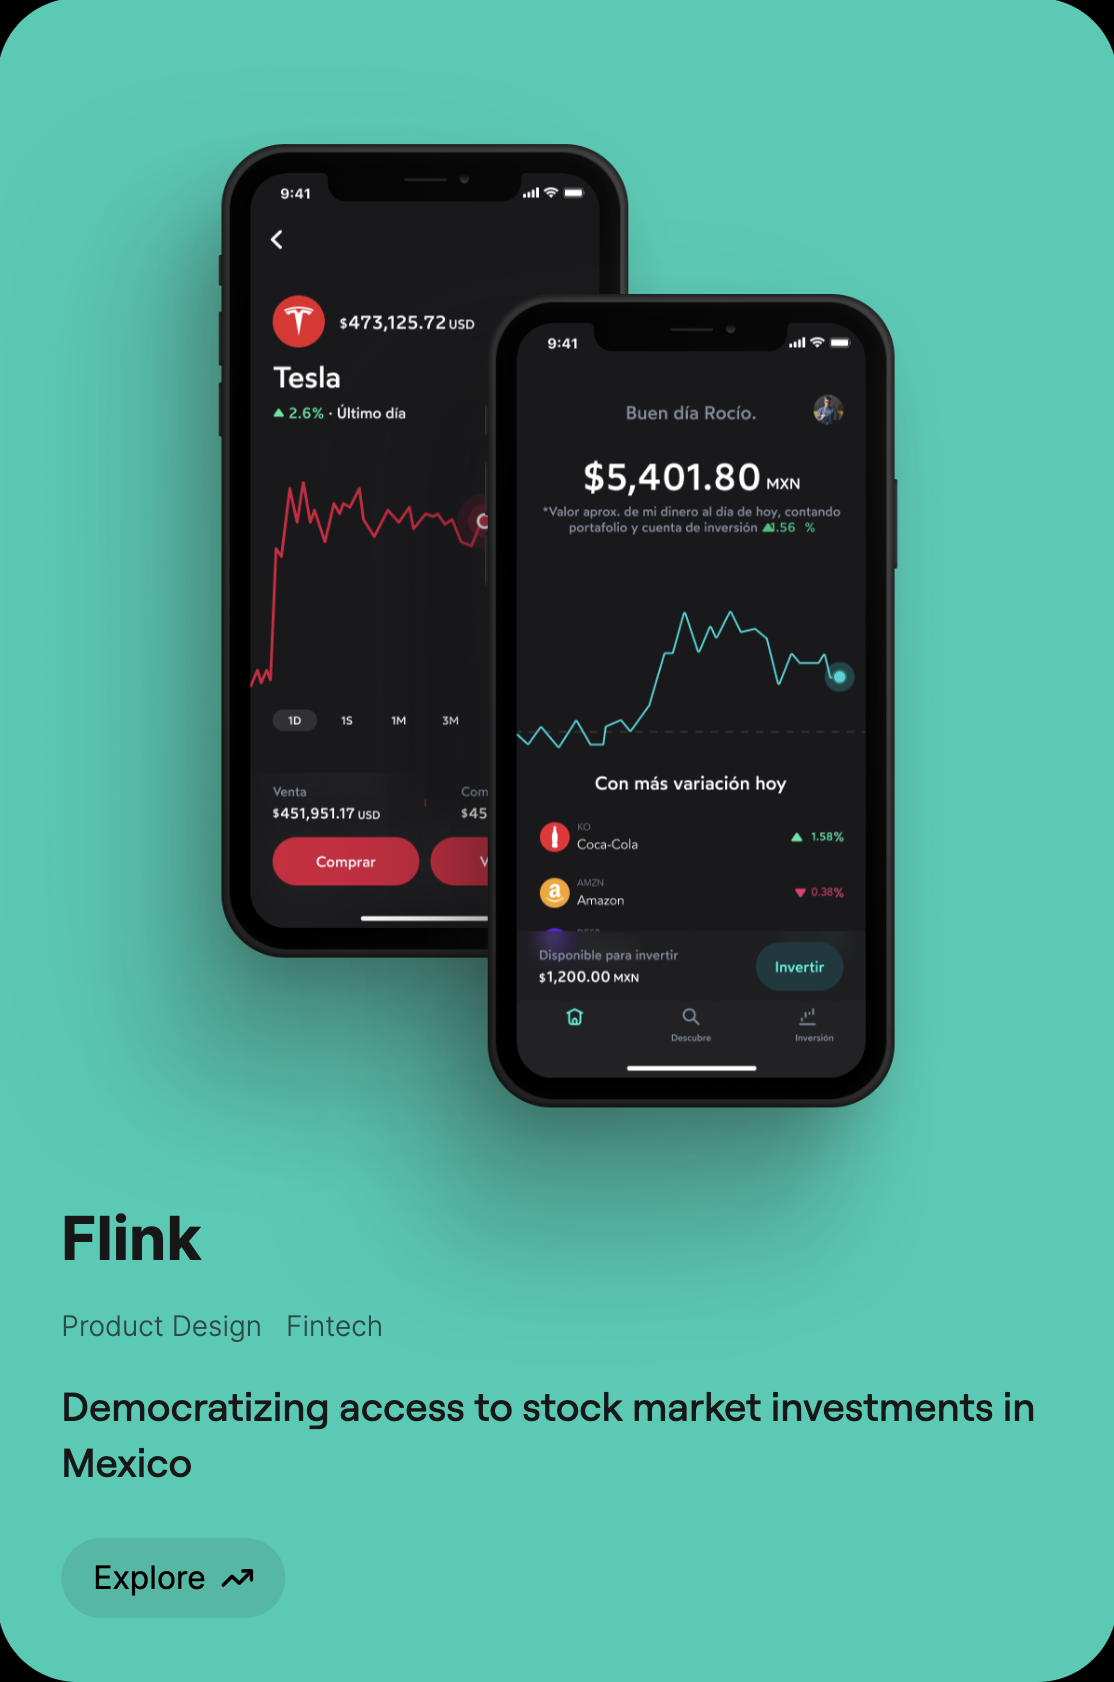 9:41
$473,125.72 USD
Tesla
2.6% · Último día
1D 1S 1M 3M
Venta
$451,951.17 USD
$45
Comprar
9:41
Buen día Rocío.
$5,401.80 MXN
*Valor aprox. de mi dinero al día de hoy, contando
portafolio y cuenta de inversión 1.56 %
Con más variación hoy
KO
Coca-Cola
1.58%
AMZN
Amazon
0.38%
Disponible para invertir
$1,200.00 MXN
Invertir
Descubre
Inversión
Flink
Product Design Fintech
Democratizing access to stock market investments in
Mexico
Explore